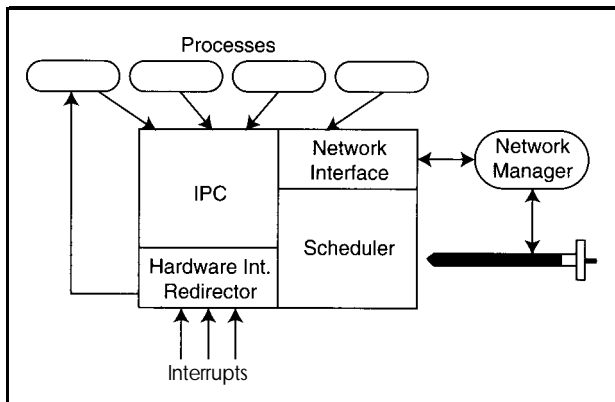 Processes
IPC
Network
Interface
Network
Manager
Scheduler
Hardware Int.
Redirector
Interrupts